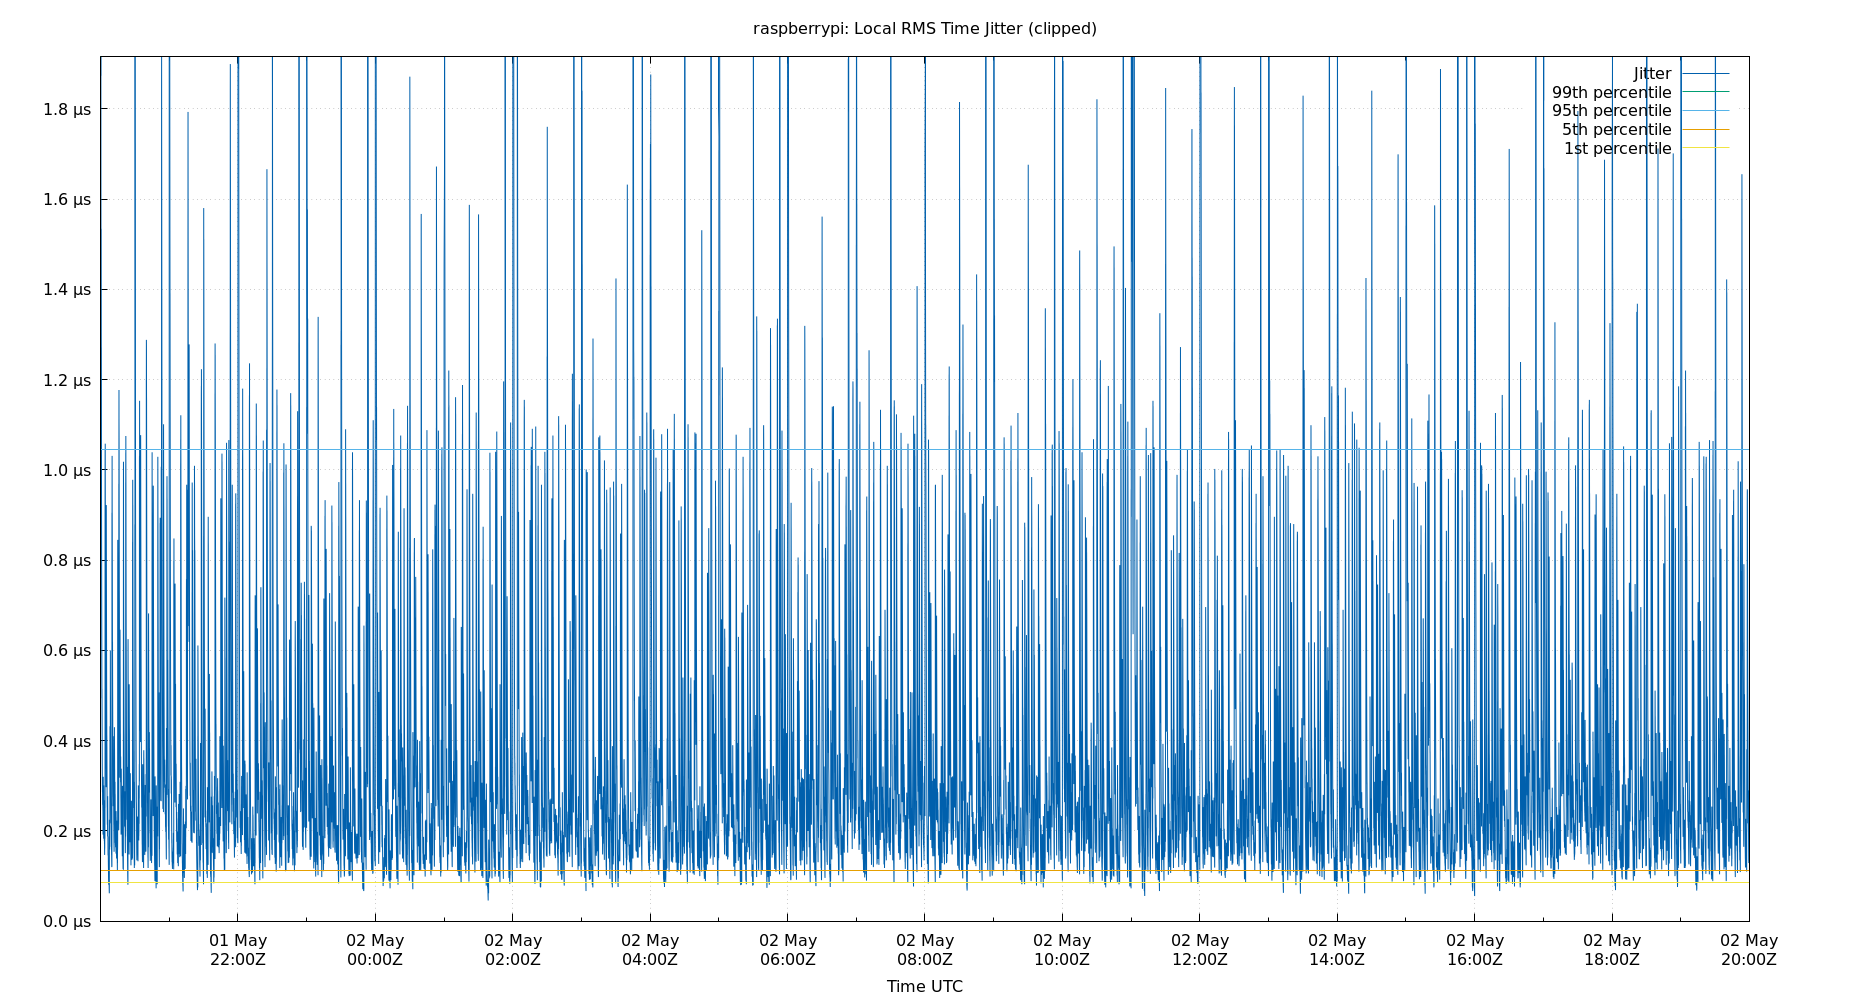 raspberrypi: Local RMS Time Jitter (clipped)
Jitter
99th percentile
95th percentile
5th percentile
1st percentile
1.8 µs
1.6 µs
1.4 µs
1.2 µs
1.0 µs
0.8 µs
0.6 µs
0.4 µs
0.2 µs
0.0 µs
01 May 02 May 02 May 02 May 02 May 02 May 02 May 02 May 02 May 02 May 02 May 02 May
22:00Z 00:00Z 02:00Z 04:00Z 06:00Z 08:00Z 10:00Z 12:00Z 14:00Z 16:00Z 18:00Z 20:00Z
Time UTC